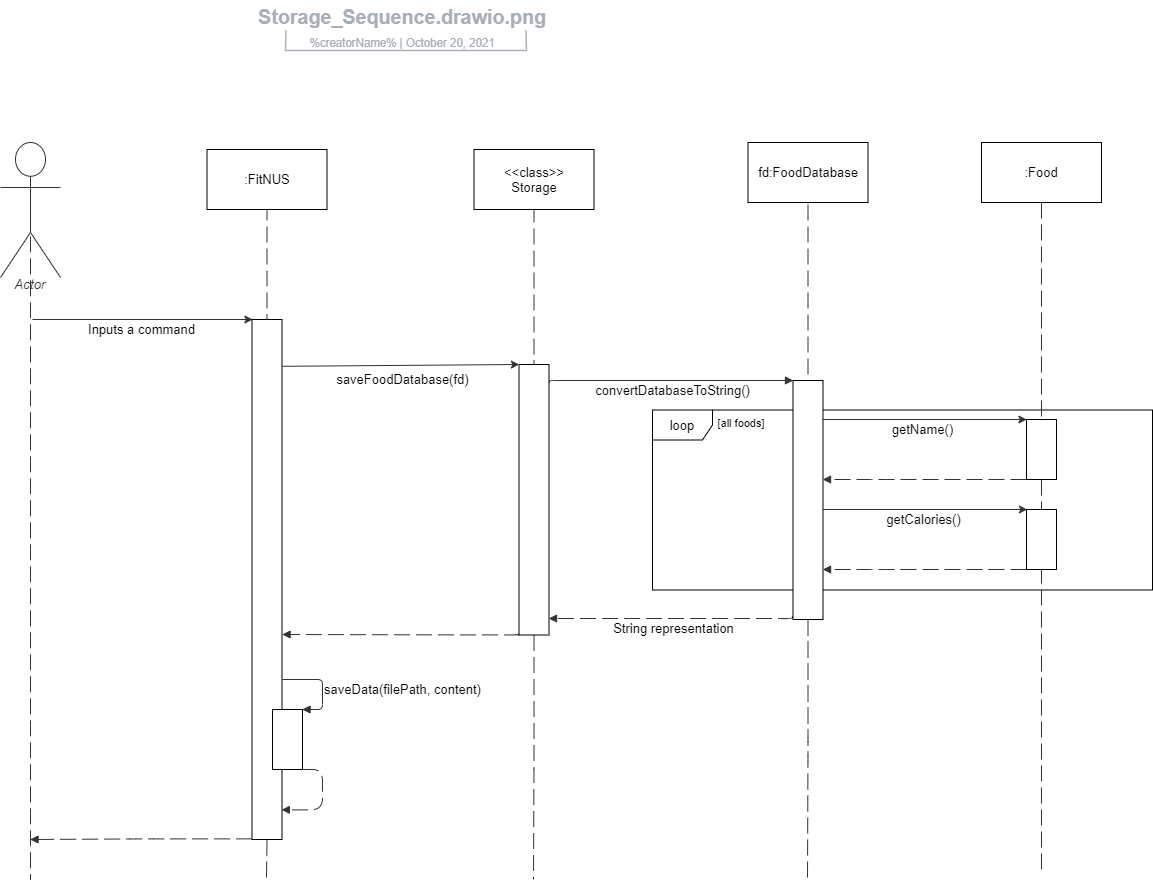 Storage_Sequence.drawio.png
%creatorName% | October 20, 2021
:FitNUS
<<class>>
Storage
fd:FoodDatabase
:Food
Actor
Inputs a command
saveFoodDatabase(fd)
convertDatabaseToString()
loop
[all foods]
getName()
getCalories()
String representation
saveData(filePath, content)